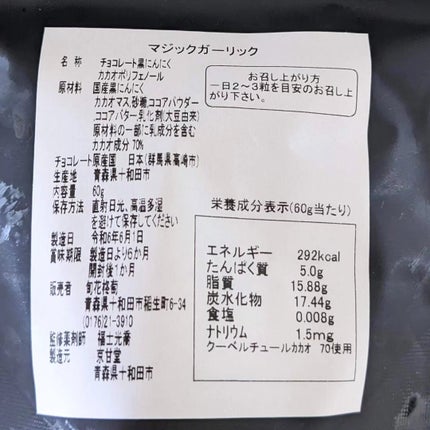 マジックガーリック
名称 チョコレート黒にんにく
カカオポリフェノール
原材料 国産黒にんにく
カカオマス、砂糖、ココアパウダー
ココアバター、乳化剤(大豆由来)
原材料の一部に乳成分を含む
カカオ成分 70%
チョコレート原産国 日本(群馬県高崎市)
生産地 青森県十和田市
内容量 60g
保存方法 直射日光、高温多湿
を避けて保存してください
製造日 令和6年6月1日
賞味期限 製造日より6か月
開封後1か月
販売者 旬花
青森県十和田市稲生町6-34
(0176)21-3910
監修薬剤師 福士光
製造元 京甘堂
青森県十和田市
お召し上がり方
一日2~3粒を目安のお召し上
がり下さい。
栄養成分表示(60g当たり)
エネルギー 292kcal
たんぱく質 5.0g
脂質 15.88g
炭水化物 17.44g
食塩 0.008g
ナトリウム 1.5mg
クーベルチュールカカオ 70使用